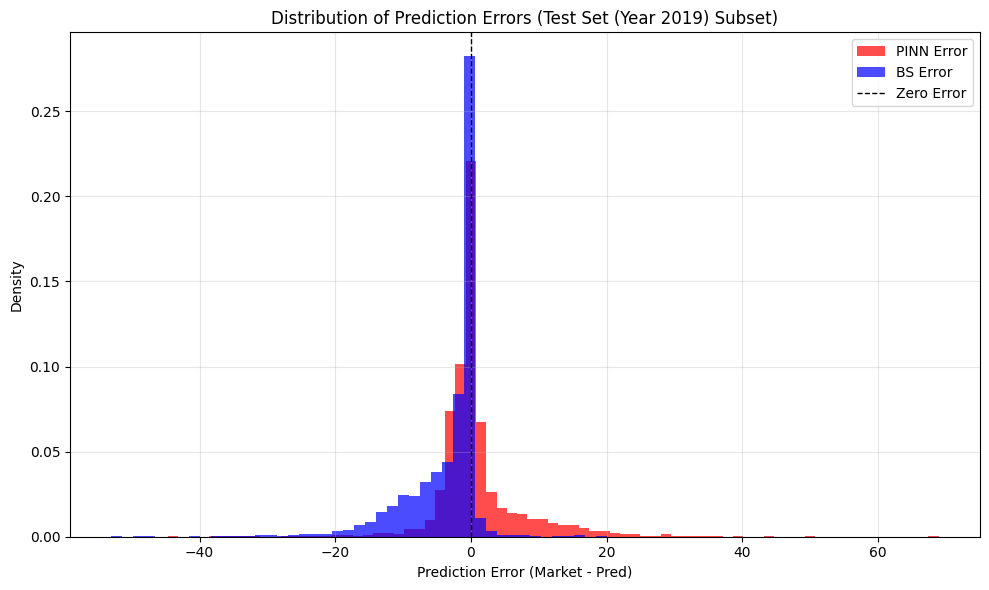 Distribution of Prediction Errors (Test Set (Year 2019) Subset)
PINN Error
BS Error
Zero Error
Density
0.25
0.20
0.15
0.10
0.05
0.00
−40
−20
0
20
40
60
Prediction Error (Market - Pred)